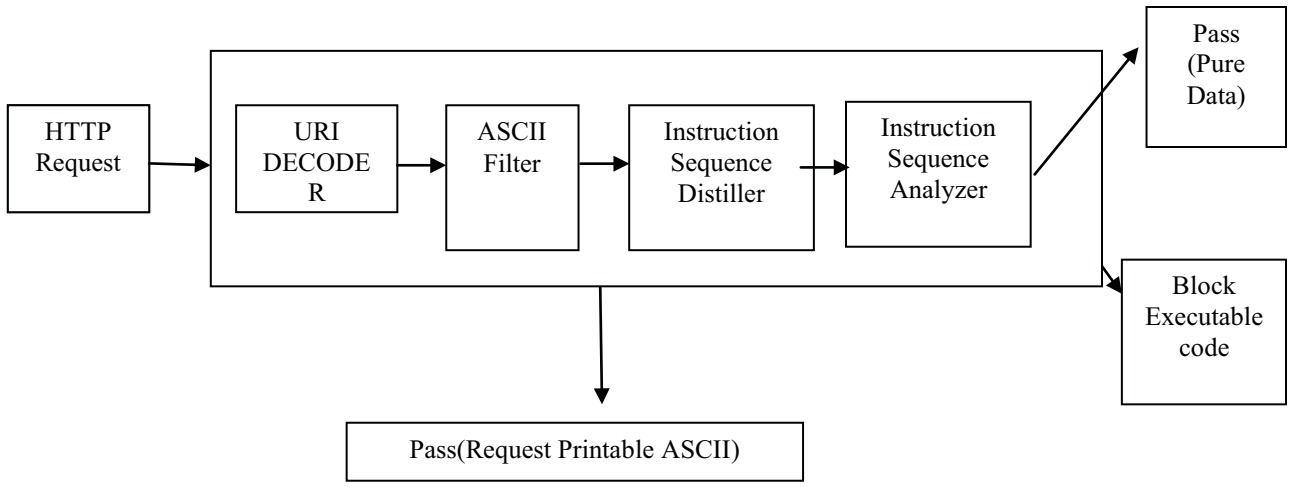 HTTP
Request
URI
DECODE
R
ASCII
Filter
Instruction
Sequence
Distiller
Instruction
Sequence
Analyzer
Pass
(Pure
Data)
Block
Executable
code
Pass(Request Printable ASCII)